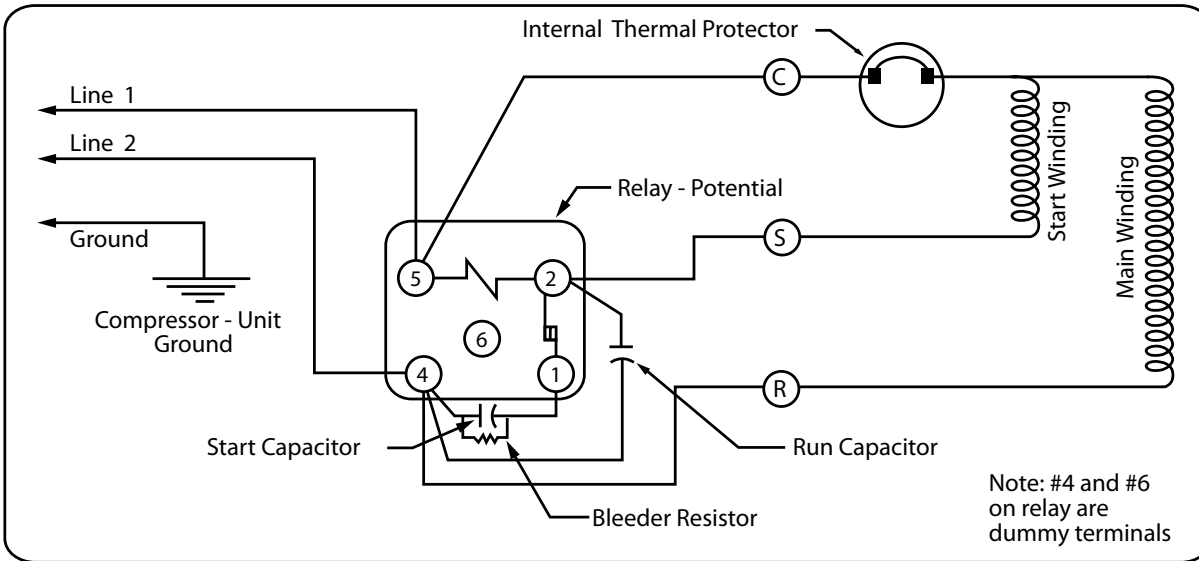 Internal Thermal Protector
Line 1
C
Line 2
Start Winding
Main Winding
Relay - Potential
Ground
S
5
2
Compressor - Unit
Ground
6
4
1
R
Start Capacitor
Run Capacitor
Bleeder Resistor
Note: #4 and #6
on relay are
dummy terminals